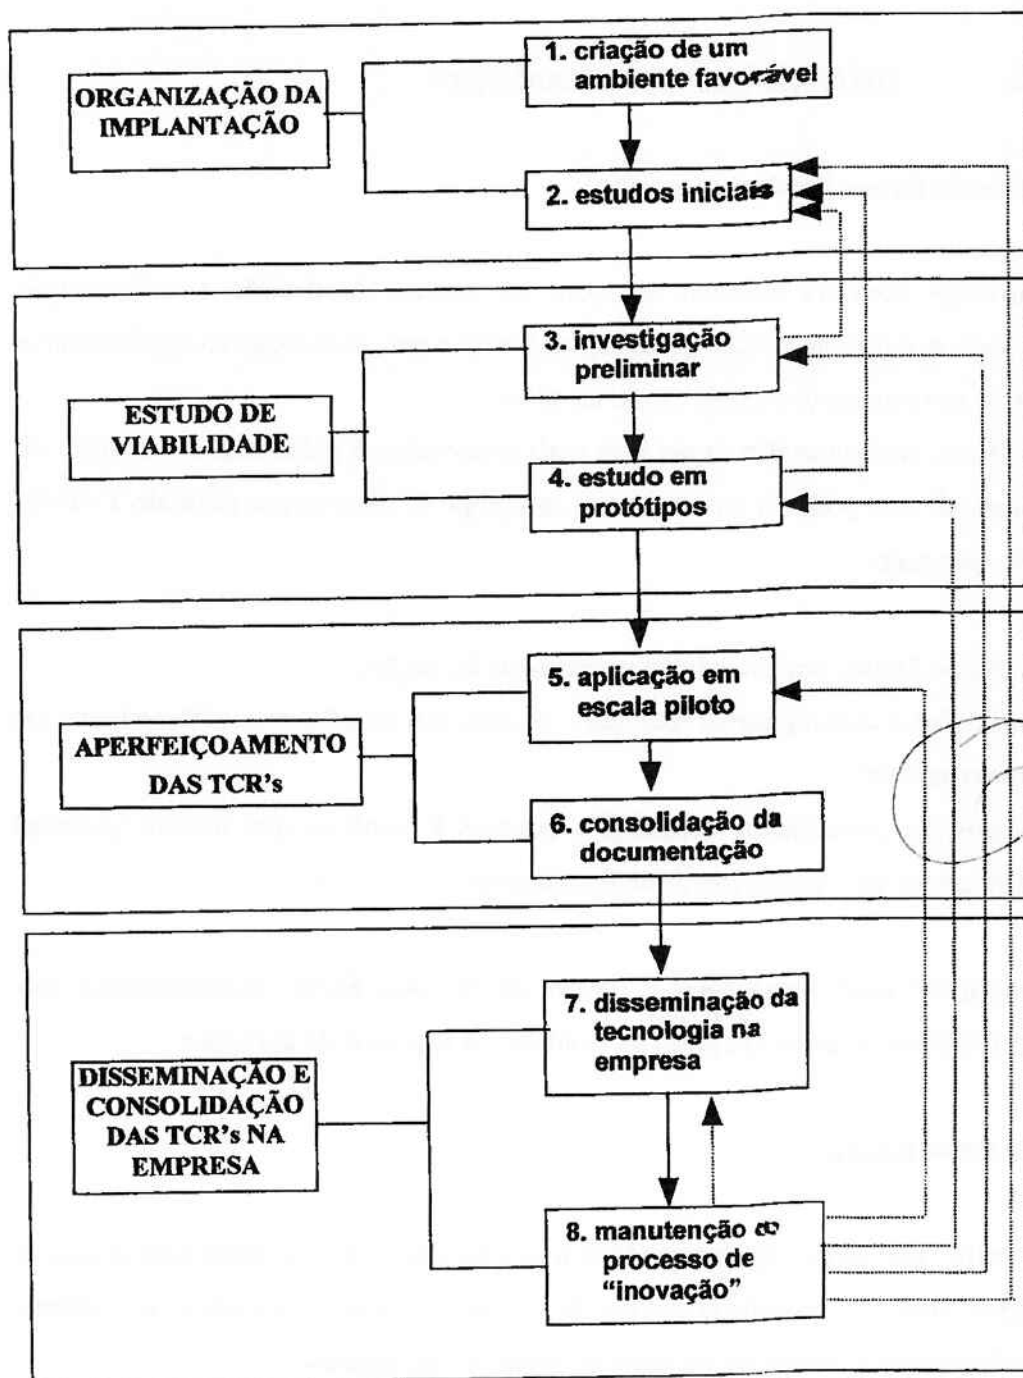 ORGANIZAÇÃO DA
IMPLANTAÇÃO
1. criação de um
ambiente favorável
2. estudos iniciais
ESTUDO DE
VIABILIDADE
3. investigação
preliminar
4. estudo em
protótipos
APERFEIÇOAMENTO
DAS TCR's
5. aplicação em
escala piloto
6. consolidação da
documentação
DISSEMINAÇÃO E
CONSOLIDAÇÃO
DAS TCR's NA
EMPRESA
7. disseminação da
tecnologia na
empresa
8. manutenção do
processo de
“inovação”